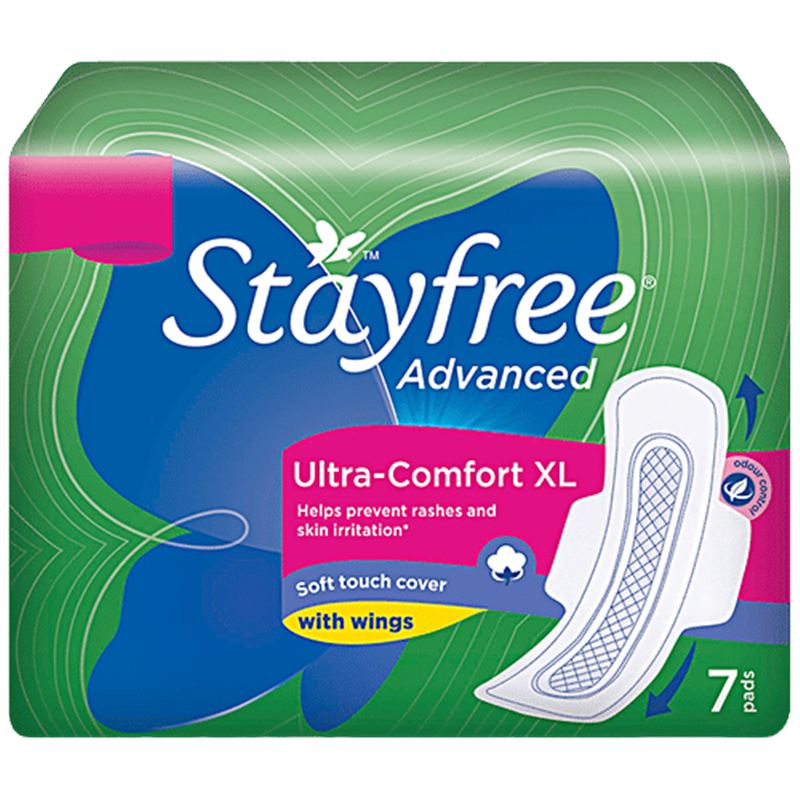 Stayfree®
™
Advanced
Ultra-Comfort XL
Helps prevent rashes and
skin irritation*
odour control
Soft touch cover
with wings
7 pads